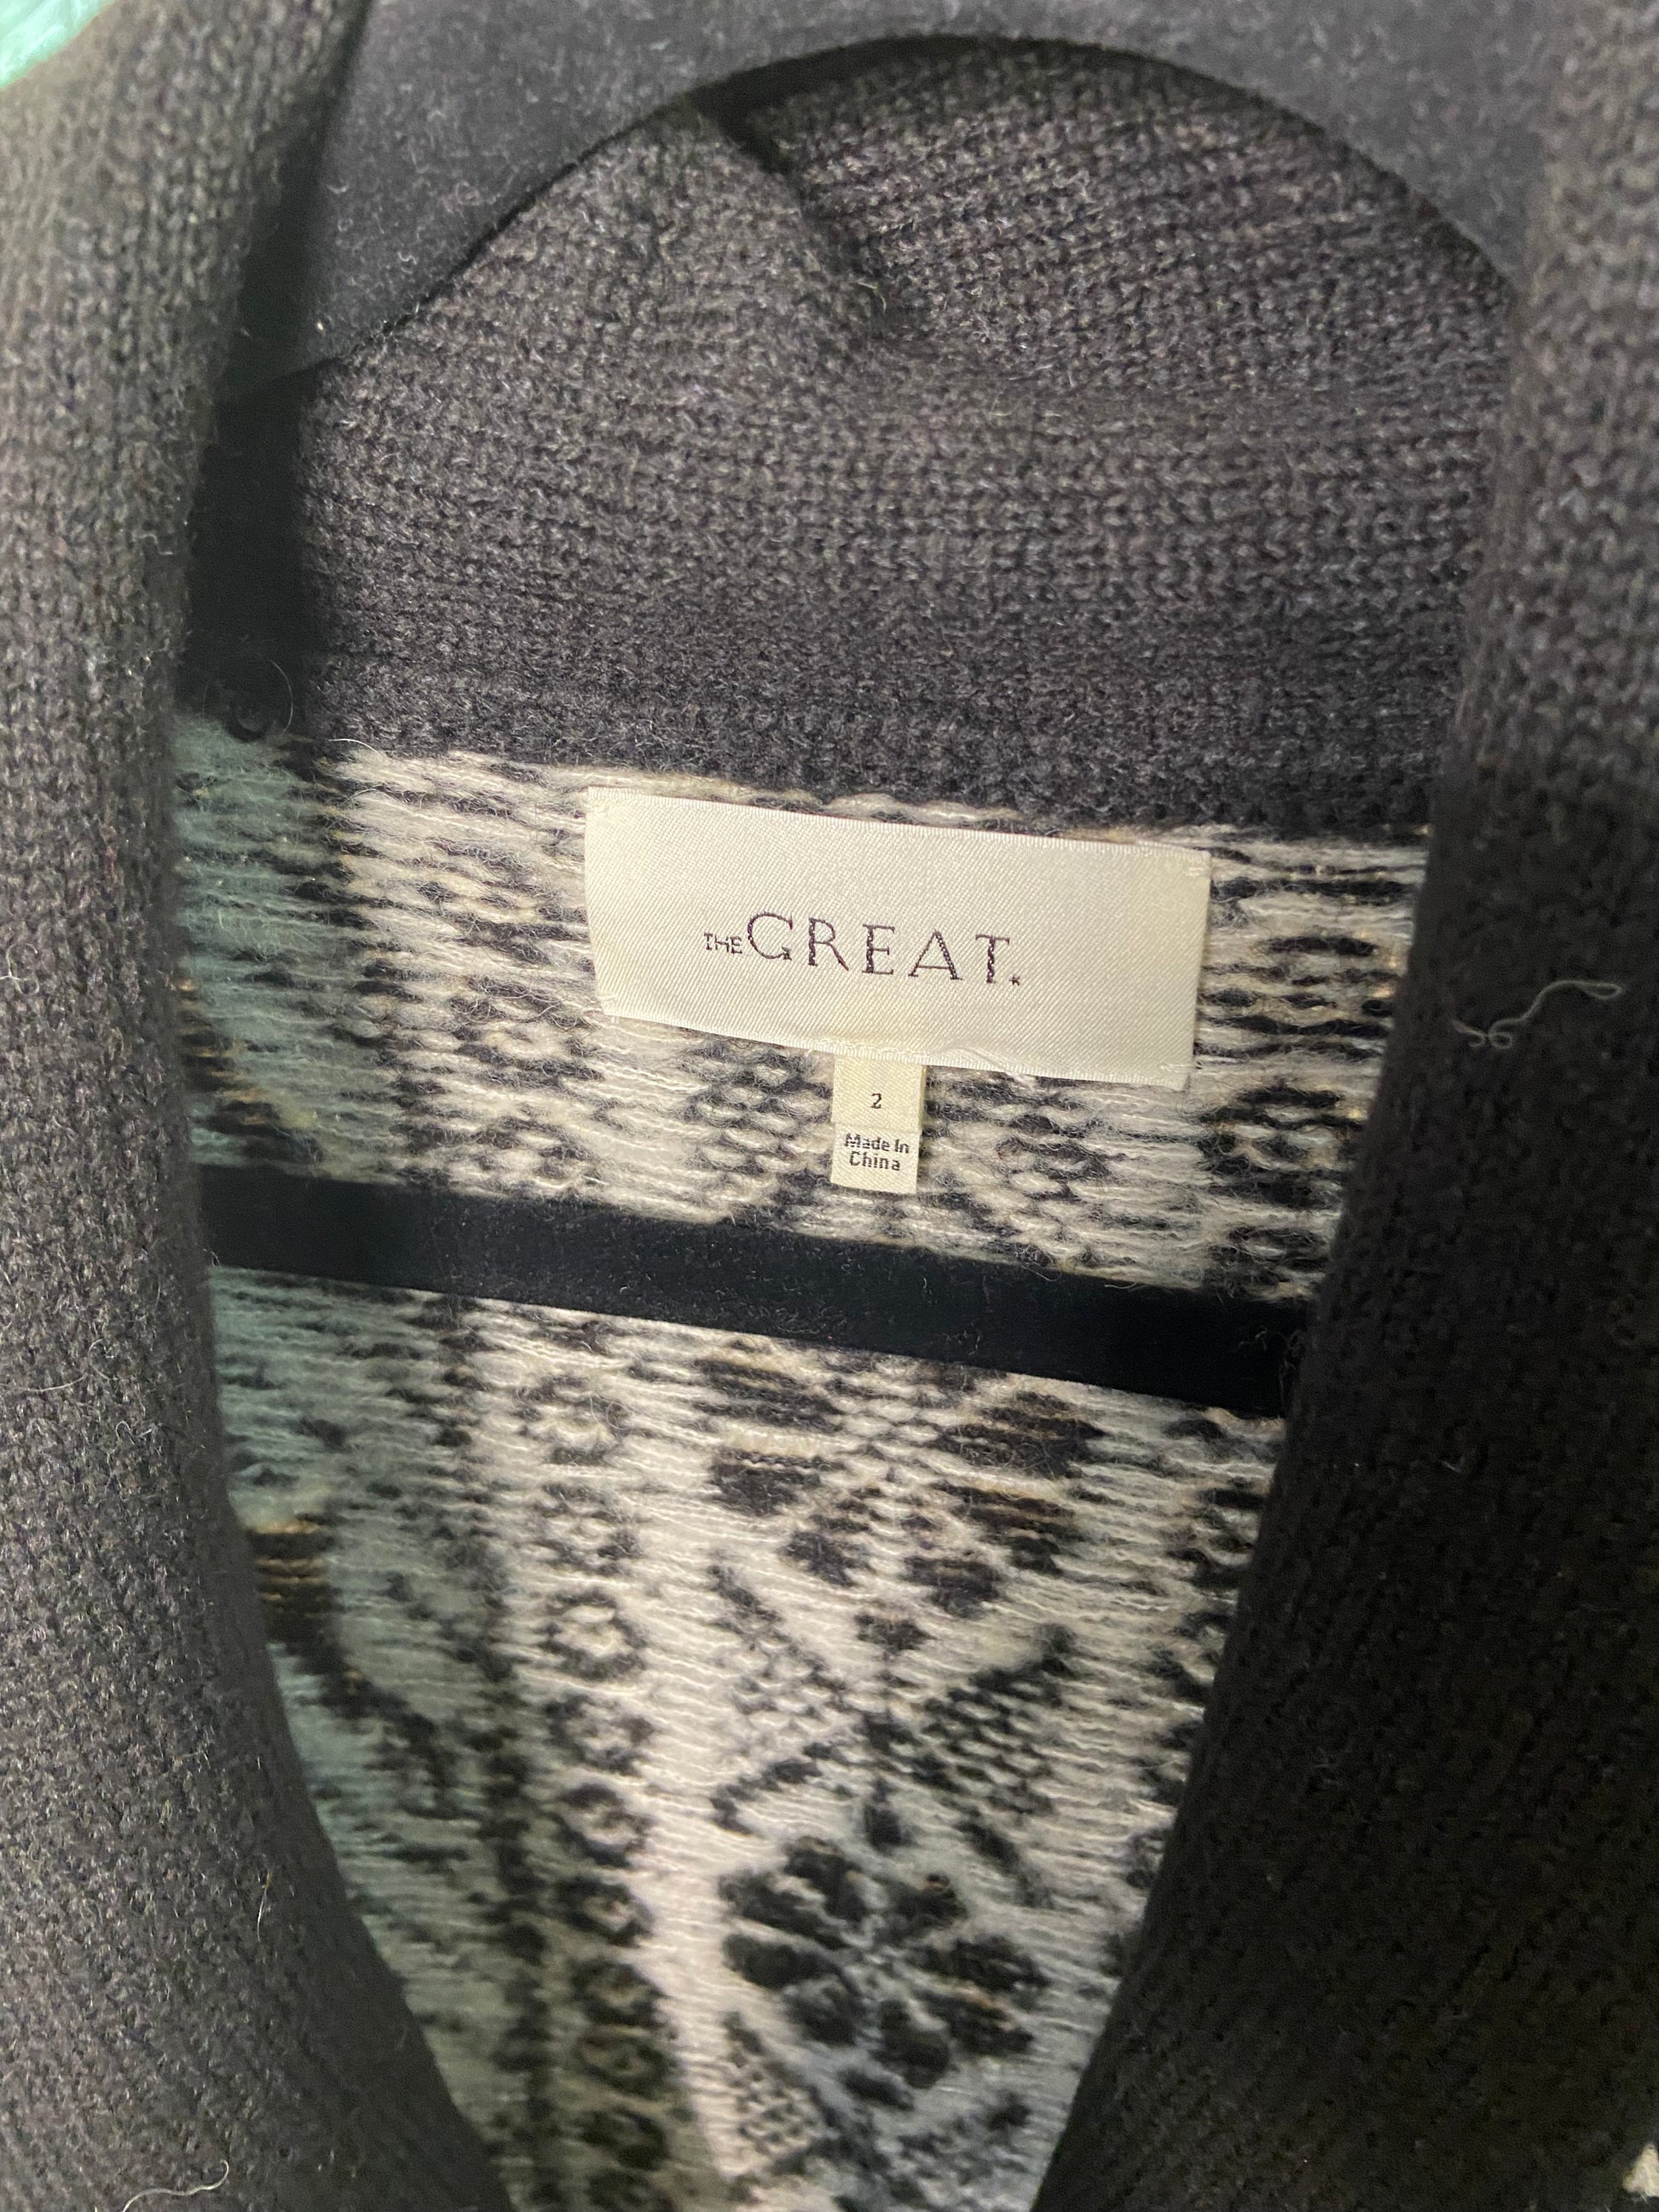 THE GREAT.
2
Made In
China